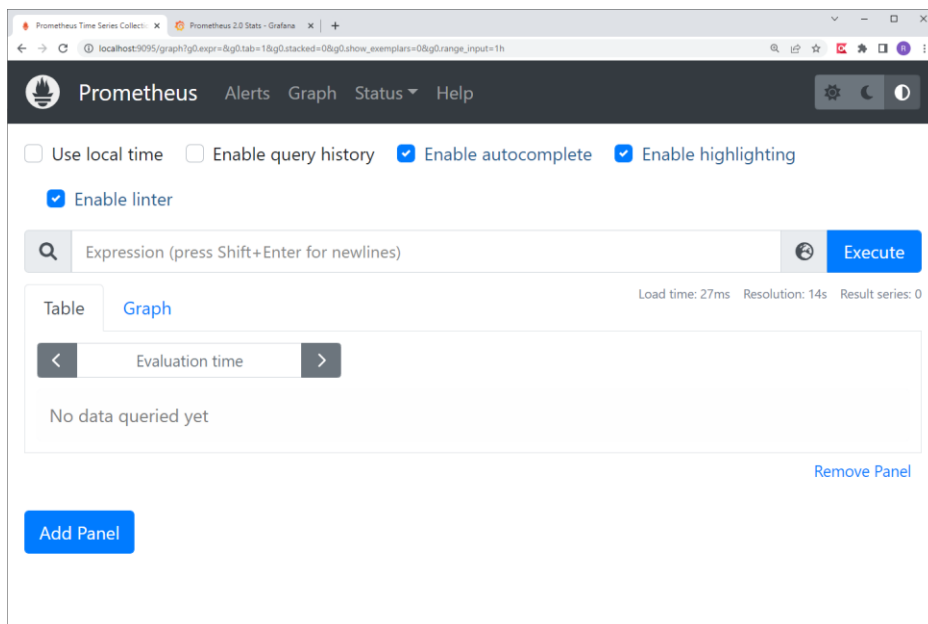 Prometheus Time Series Collectio
Prometheus 2.0 Stats - Grafana
localhost:9095/graph?g0.expr=&g0.tab=1&g0.stacked=0&g0.show_exemplars=0&g0.range_input=1h
R
Prometheus Alerts Graph Status Help
Use local time Enable query history Enable autocomplete Enable highlighting
Enable linter
Expression (press Shift+Enter for newlines) Execute
Load time: 27ms Resolution: 14s Result series: 0
Table Graph
Evaluation time
No data queried yet
Remove Panel
Add Panel